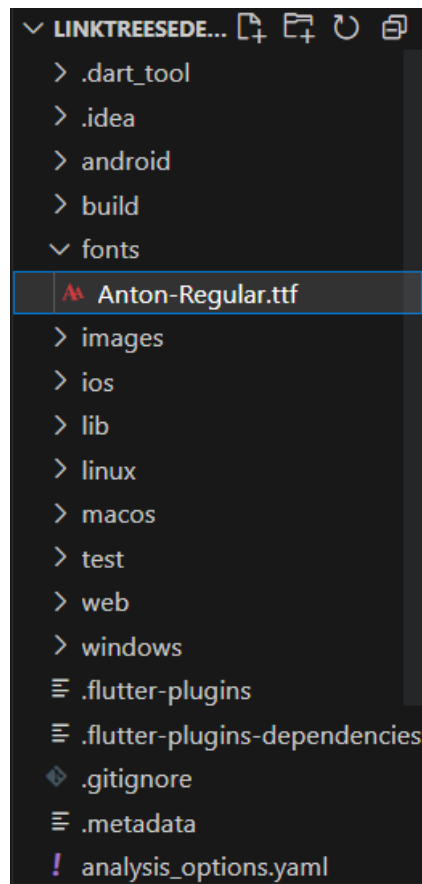 LINKTREESEDE...
.dart_tool
.idea
android
build
fonts
Anton-Regular.ttf
images
ios
lib
linux
macos
test
web
windows
.flutter-plugins
.flutter-plugins-dependencies
.gitignore
.metadata
analysis_options.yaml